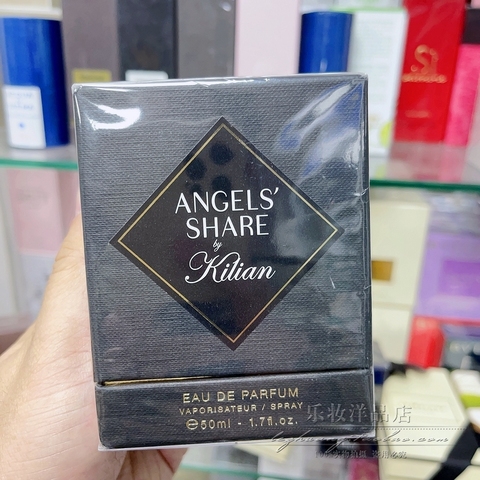 ANGELS'
SHARE
by
Kilian
EAU DE PARFUM
VAPORISATEUR / SPRAY
℮50ml - 1.7fl.oz.
乐妆洋品店